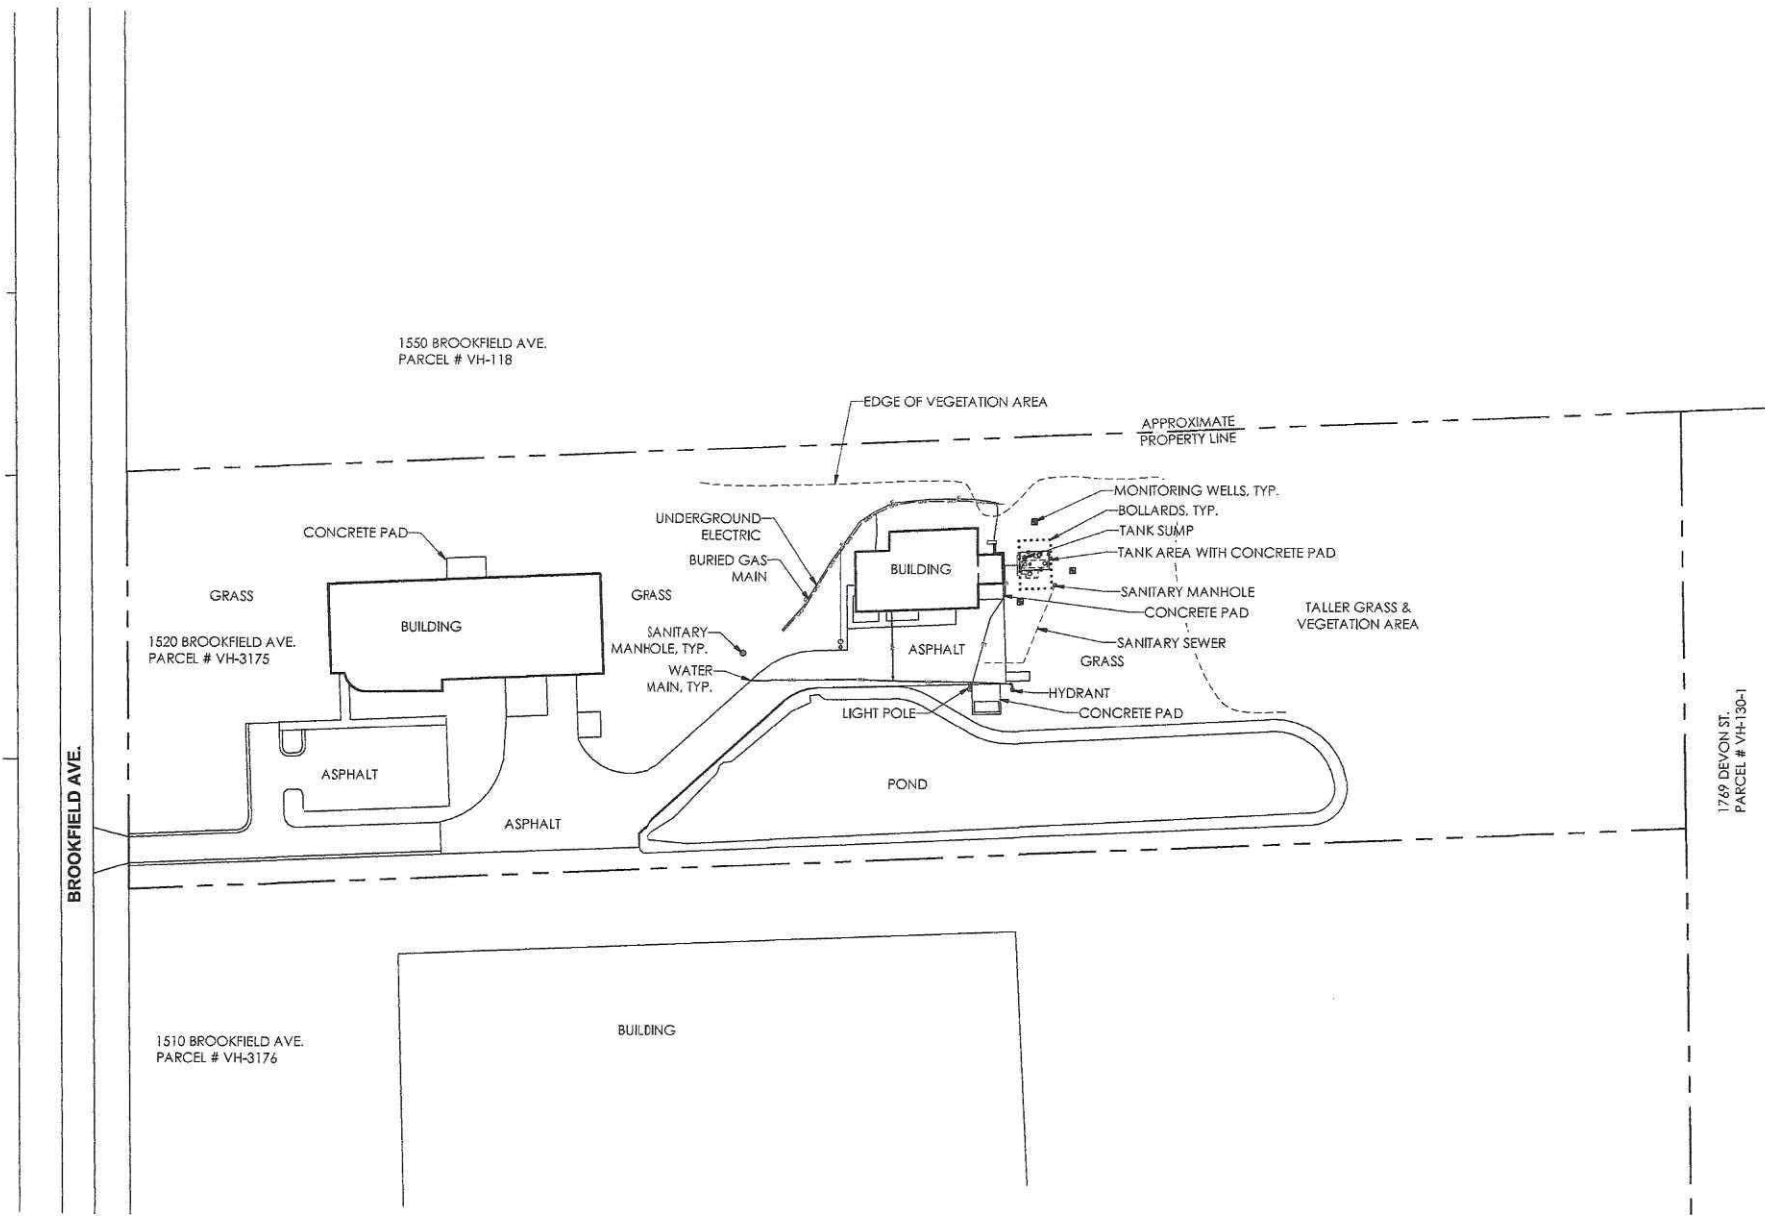 1550 BROOKFIELD AVE.
PARCEL # VH-118
EDGE OF VEGETATION AREA
APPROXIMATE
PROPERTY LINE
MONITORING WELLS, TYP.
BOLLARDS, TYP.
TANK SUMP
TANK AREA WITH CONCRETE PAD
SANITARY MANHOLE
CONCRETE PAD
SANITARY SEWER
GRASS
HYDRANT
CONCRETE PAD
TALLER GRASS &
VEGETATION AREA
UNDERGROUND
ELECTRIC
BURIED GAS
MAIN
BUILDING
CONCRETE PAD
GRASS
GRASS
1520 BROOKFIELD AVE.
PARCEL # VH-3175
BUILDING
SANITARY
MANHOLE, TYP.
WATER
MAIN, TYP.
ASPHALT
LIGHT POLE
ASPHALT
ASPHALT
POND
BROOKFIELD AVE.
1769 DEVON ST.
PARCEL # VH-130-1
BUILDING
1510 BROOKFIELD AVE.
PARCEL # VH-3176